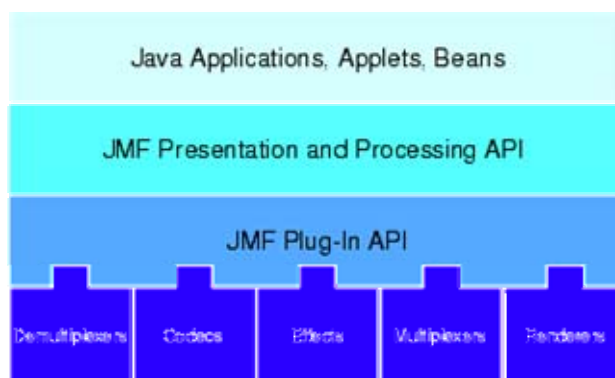 Java Applications, Applets, Beans
JMF Presentation and Processing API
JMF Plug-In API
Demultiplexers Codecs Effects Multiplexers Renderers